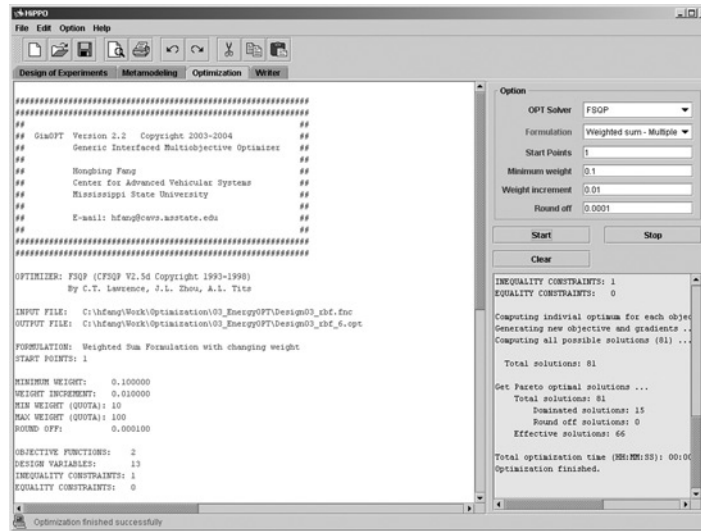 HiPPO
File Edit Option Help
Design of Experiments Metamodeling Optimization Writer
##############################################################
##############################################################
## ##
## GimOPT Version 2.2 Copyright 2003-2004 ##
## Generic Interfaced Multiobjective Optimizer ##
## ##
## Hongbing Fang ##
## Center for Advanced Vehicular Systems ##
## Mississippi State University ##
## ##
## E-mail: hfang@cavs.msstate.edu ##
## ##
##############################################################
##############################################################
OPTIMIZER: FSQP (CFSQP V2.5d Copyright 1993-1998)
By C.T. Lawrence, J.L. Zhou, A.L. Tits
INPUT FILE: C:\hfang\Work\Optimization\03_EnergyOPT\Design03_rbf.fnc
OUTPUT FILE: C:\hfang\Work\Optimization\03_EnergyOPT\Design03_rbf_6.opt
FORMULATION: Weighted Sum Formulation with changing weight
START POINTS: 1
MINIMUM WEIGHT: 0.100000
WEIGHT INCREMENT: 0.010000
MIN WEIGHT (QUOTA): 10
MAX WEIGHT (QUOTA): 100
ROUND OFF: 0.000100
OBJECTIVE FUNCTIONS: 2
DESIGN VARIABLES: 13
INEQUALITY CONSTRAINTS: 1
EQUALITY CONSTRAINTS: 0
Option
OPT Solver FSQP
Formulation Weighted sum - Multiple
Start Points 1
Minimum weight 0.1
Weight increment 0.01
Round off 0.0001
Start Stop
Clear
INEQUALITY CONSTRAINTS: 1
EQUALITY CONSTRAINTS: 0
Computing indivial optimum for each objec
Generating new objective and gradients ..
Computing all possible solutions (81) ...
Total solutions: 81
Get Pareto optimal solutions ...
Total solutions: 81
Dominated solutions: 15
Round off solutions: 0
Effective solutions: 66
Total optimization time (HH:MM:SS): 00:00
Optimization finished.
Optimization finished successfully